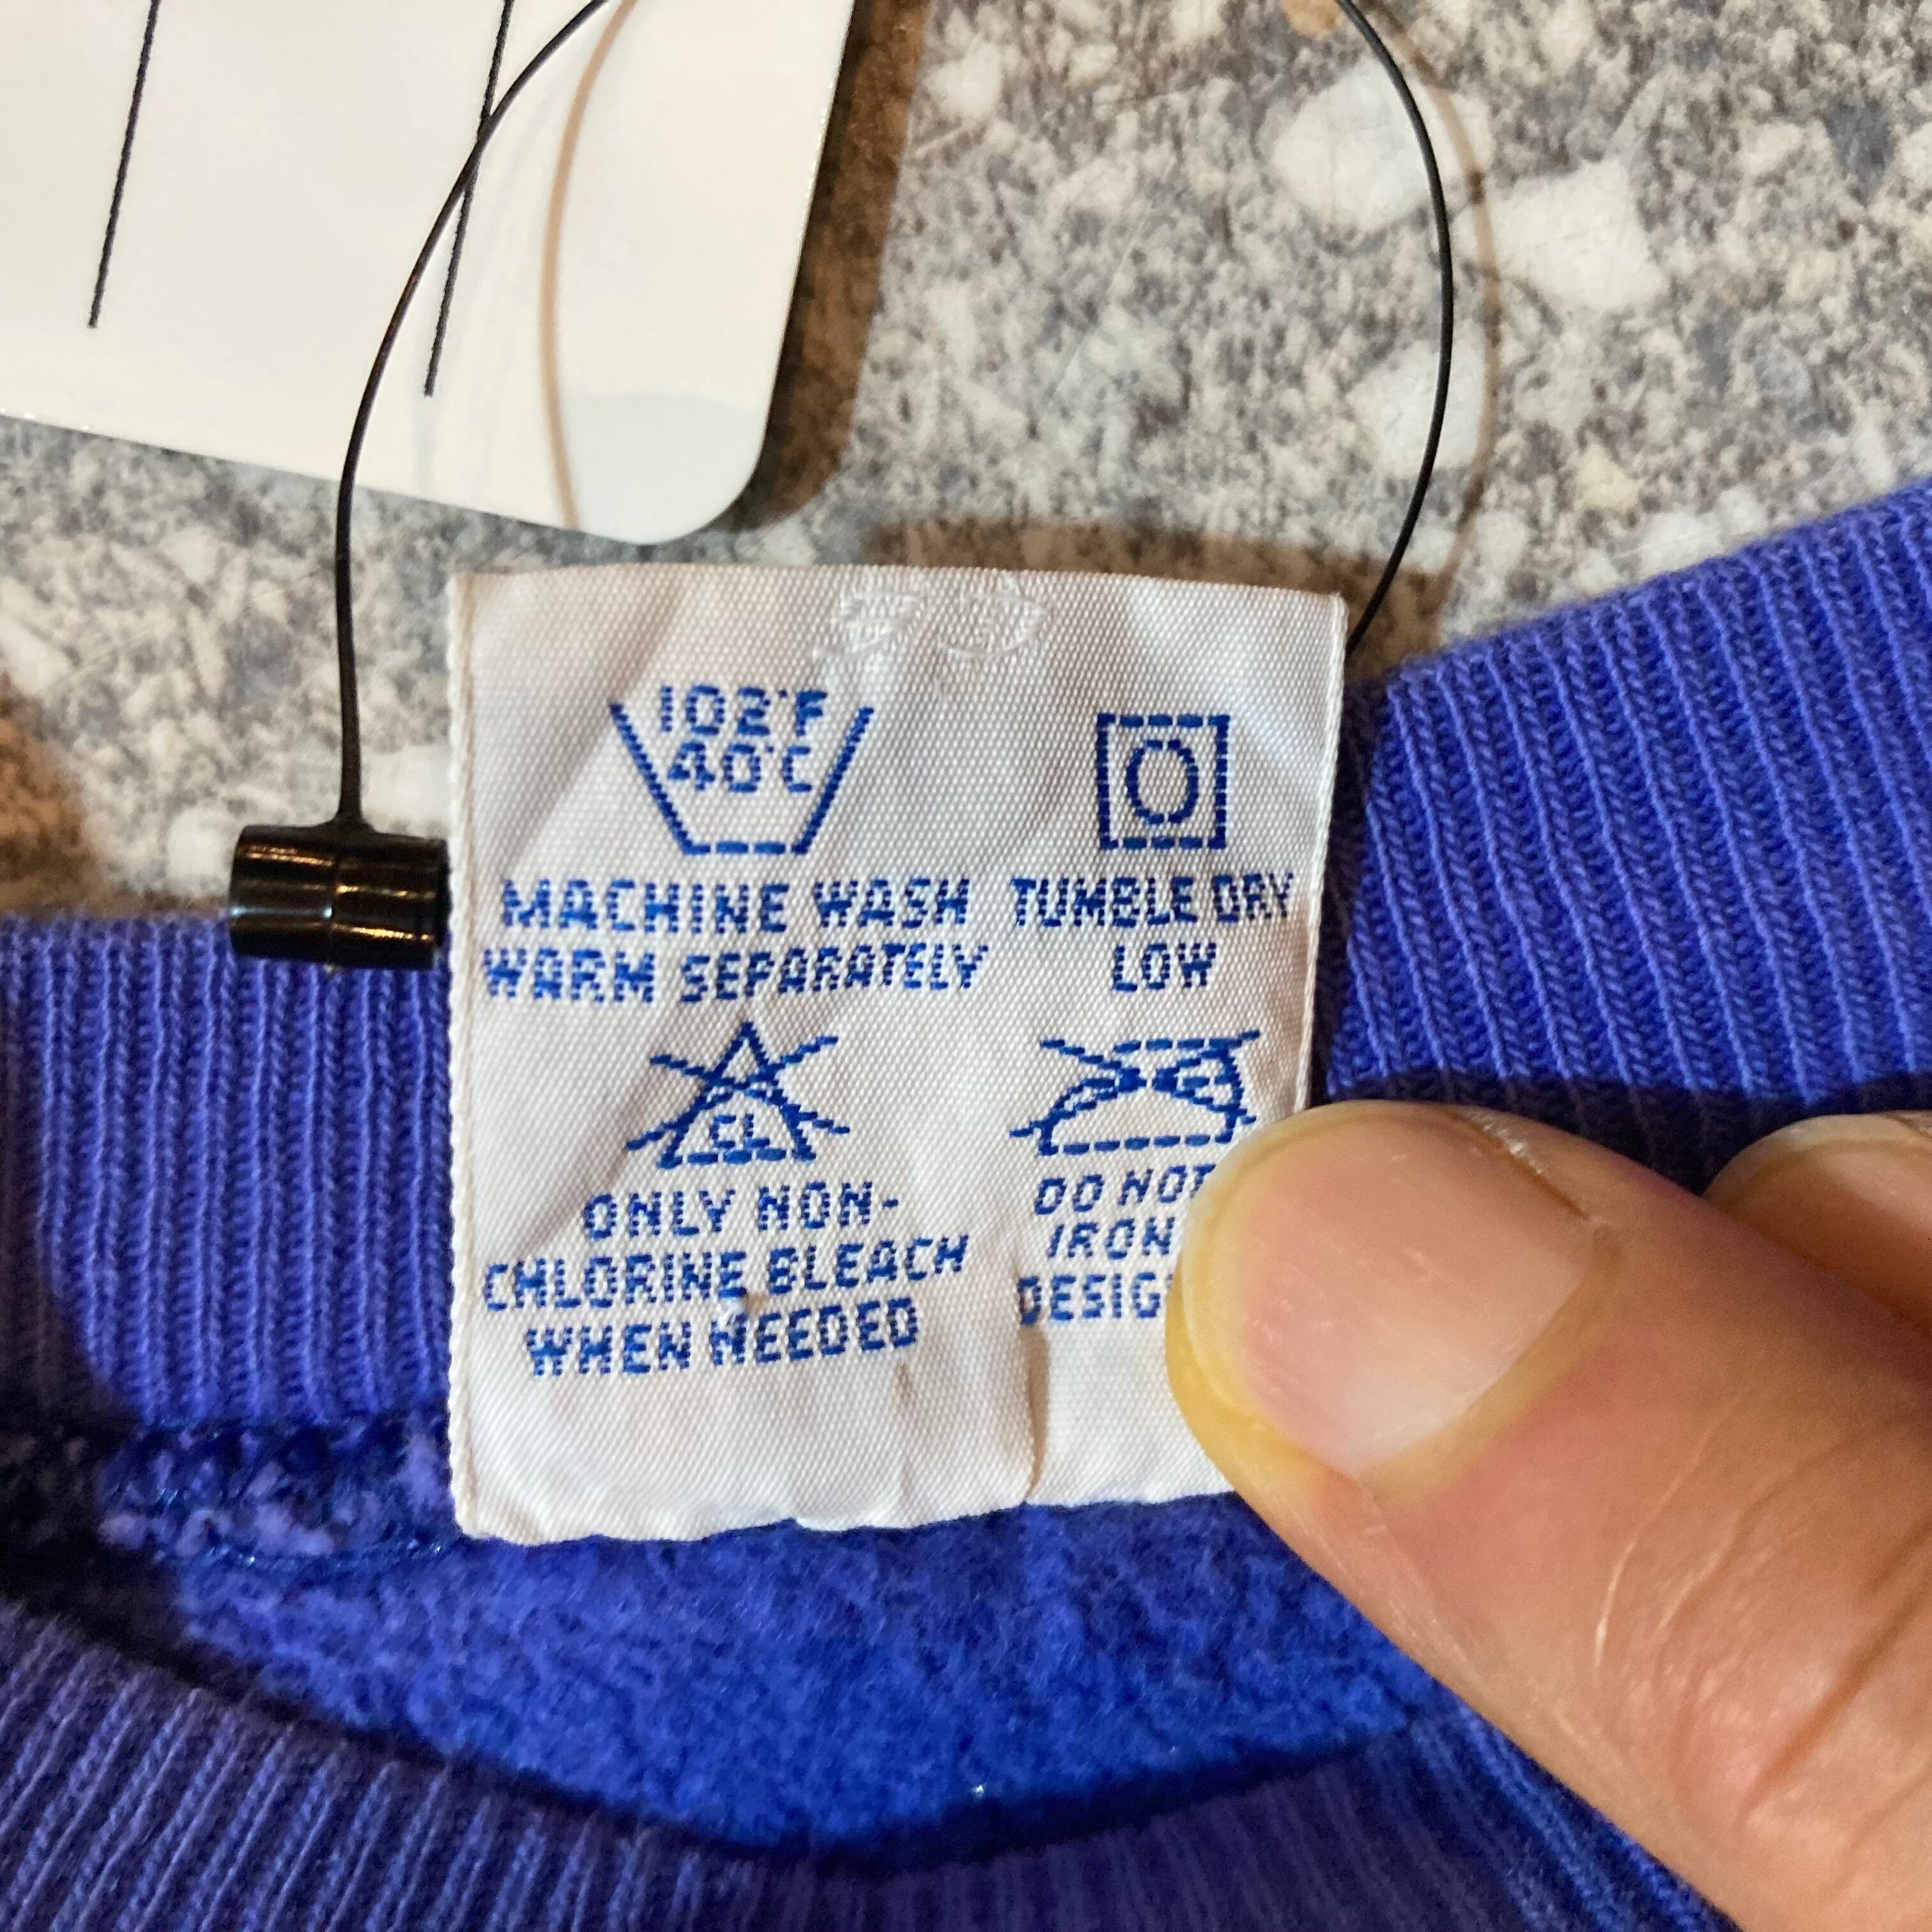 102°F
40°C
MACHINE WASH
WARM SEPARATELY
TUMBLE DRY
LOW
CL
ONLY NON-
CHLORINE BLEACH
WHEN NEEDED
DO NOT
IRON